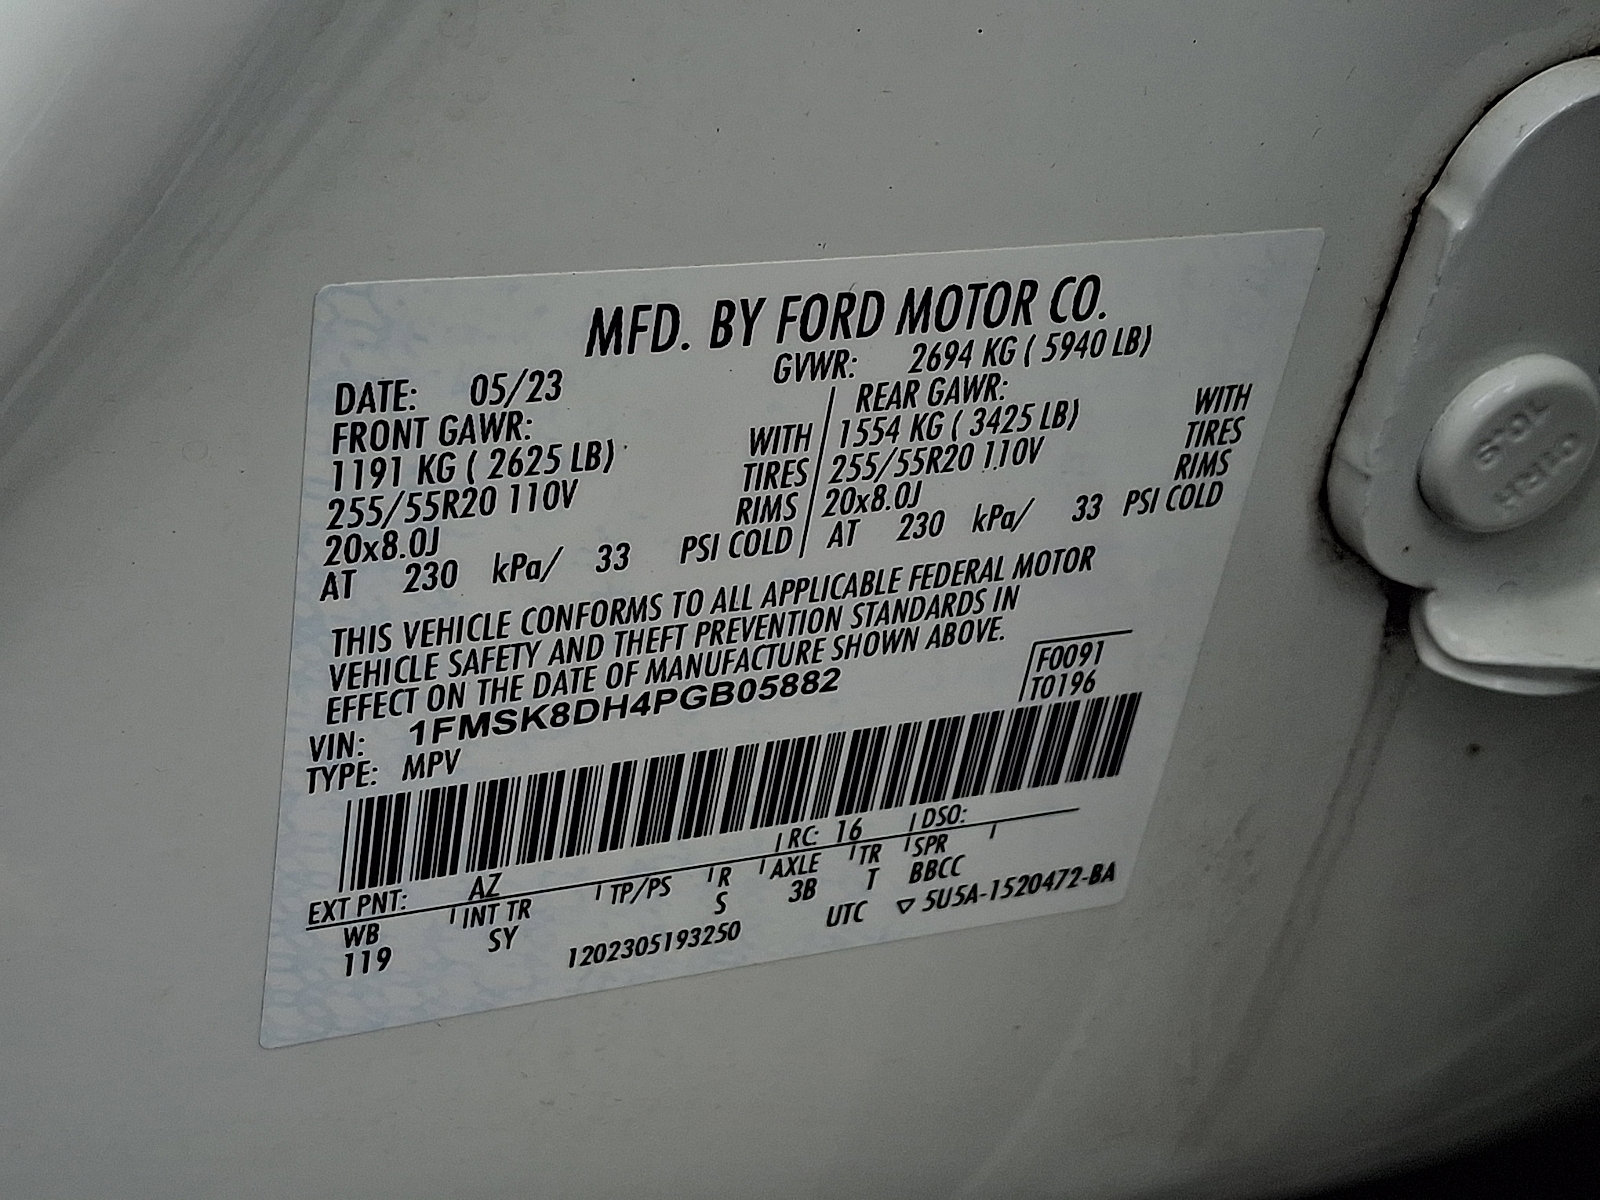 MFD. BY FORD MOTOR CO.
DATE: 05/23 GVWR: 2694 KG ( 5940 LB)
FRONT GAWR: REAR GAWR:
1191 KG ( 2625 LB) WITH 1554 KG ( 3425 LB) WITH
255/55R20 110V TIRES 255/55R20 110V TIRES
20x8.0J RIMS 20x8.0J RIMS
AT 230 kPa/ 33 PSI COLD AT 230 kPa/ 33 PSI COLD
THIS VEHICLE CONFORMS TO ALL APPLICABLE FEDERAL MOTOR
VEHICLE SAFETY AND THEFT PREVENTION STANDARDS IN
EFFECT ON THE DATE OF MANUFACTURE SHOWN ABOVE.
VIN: 1FMSK8DH4PGB05882 F0091
TYPE: MPV T0196
EXT PNT: AZ RC: 16 DSO:
WB INT TR TP/PS R AXLE TR SPR
119 SY S 3B T BBCC
1202305193250 UTC ▽ 5U5A-1520472-BA